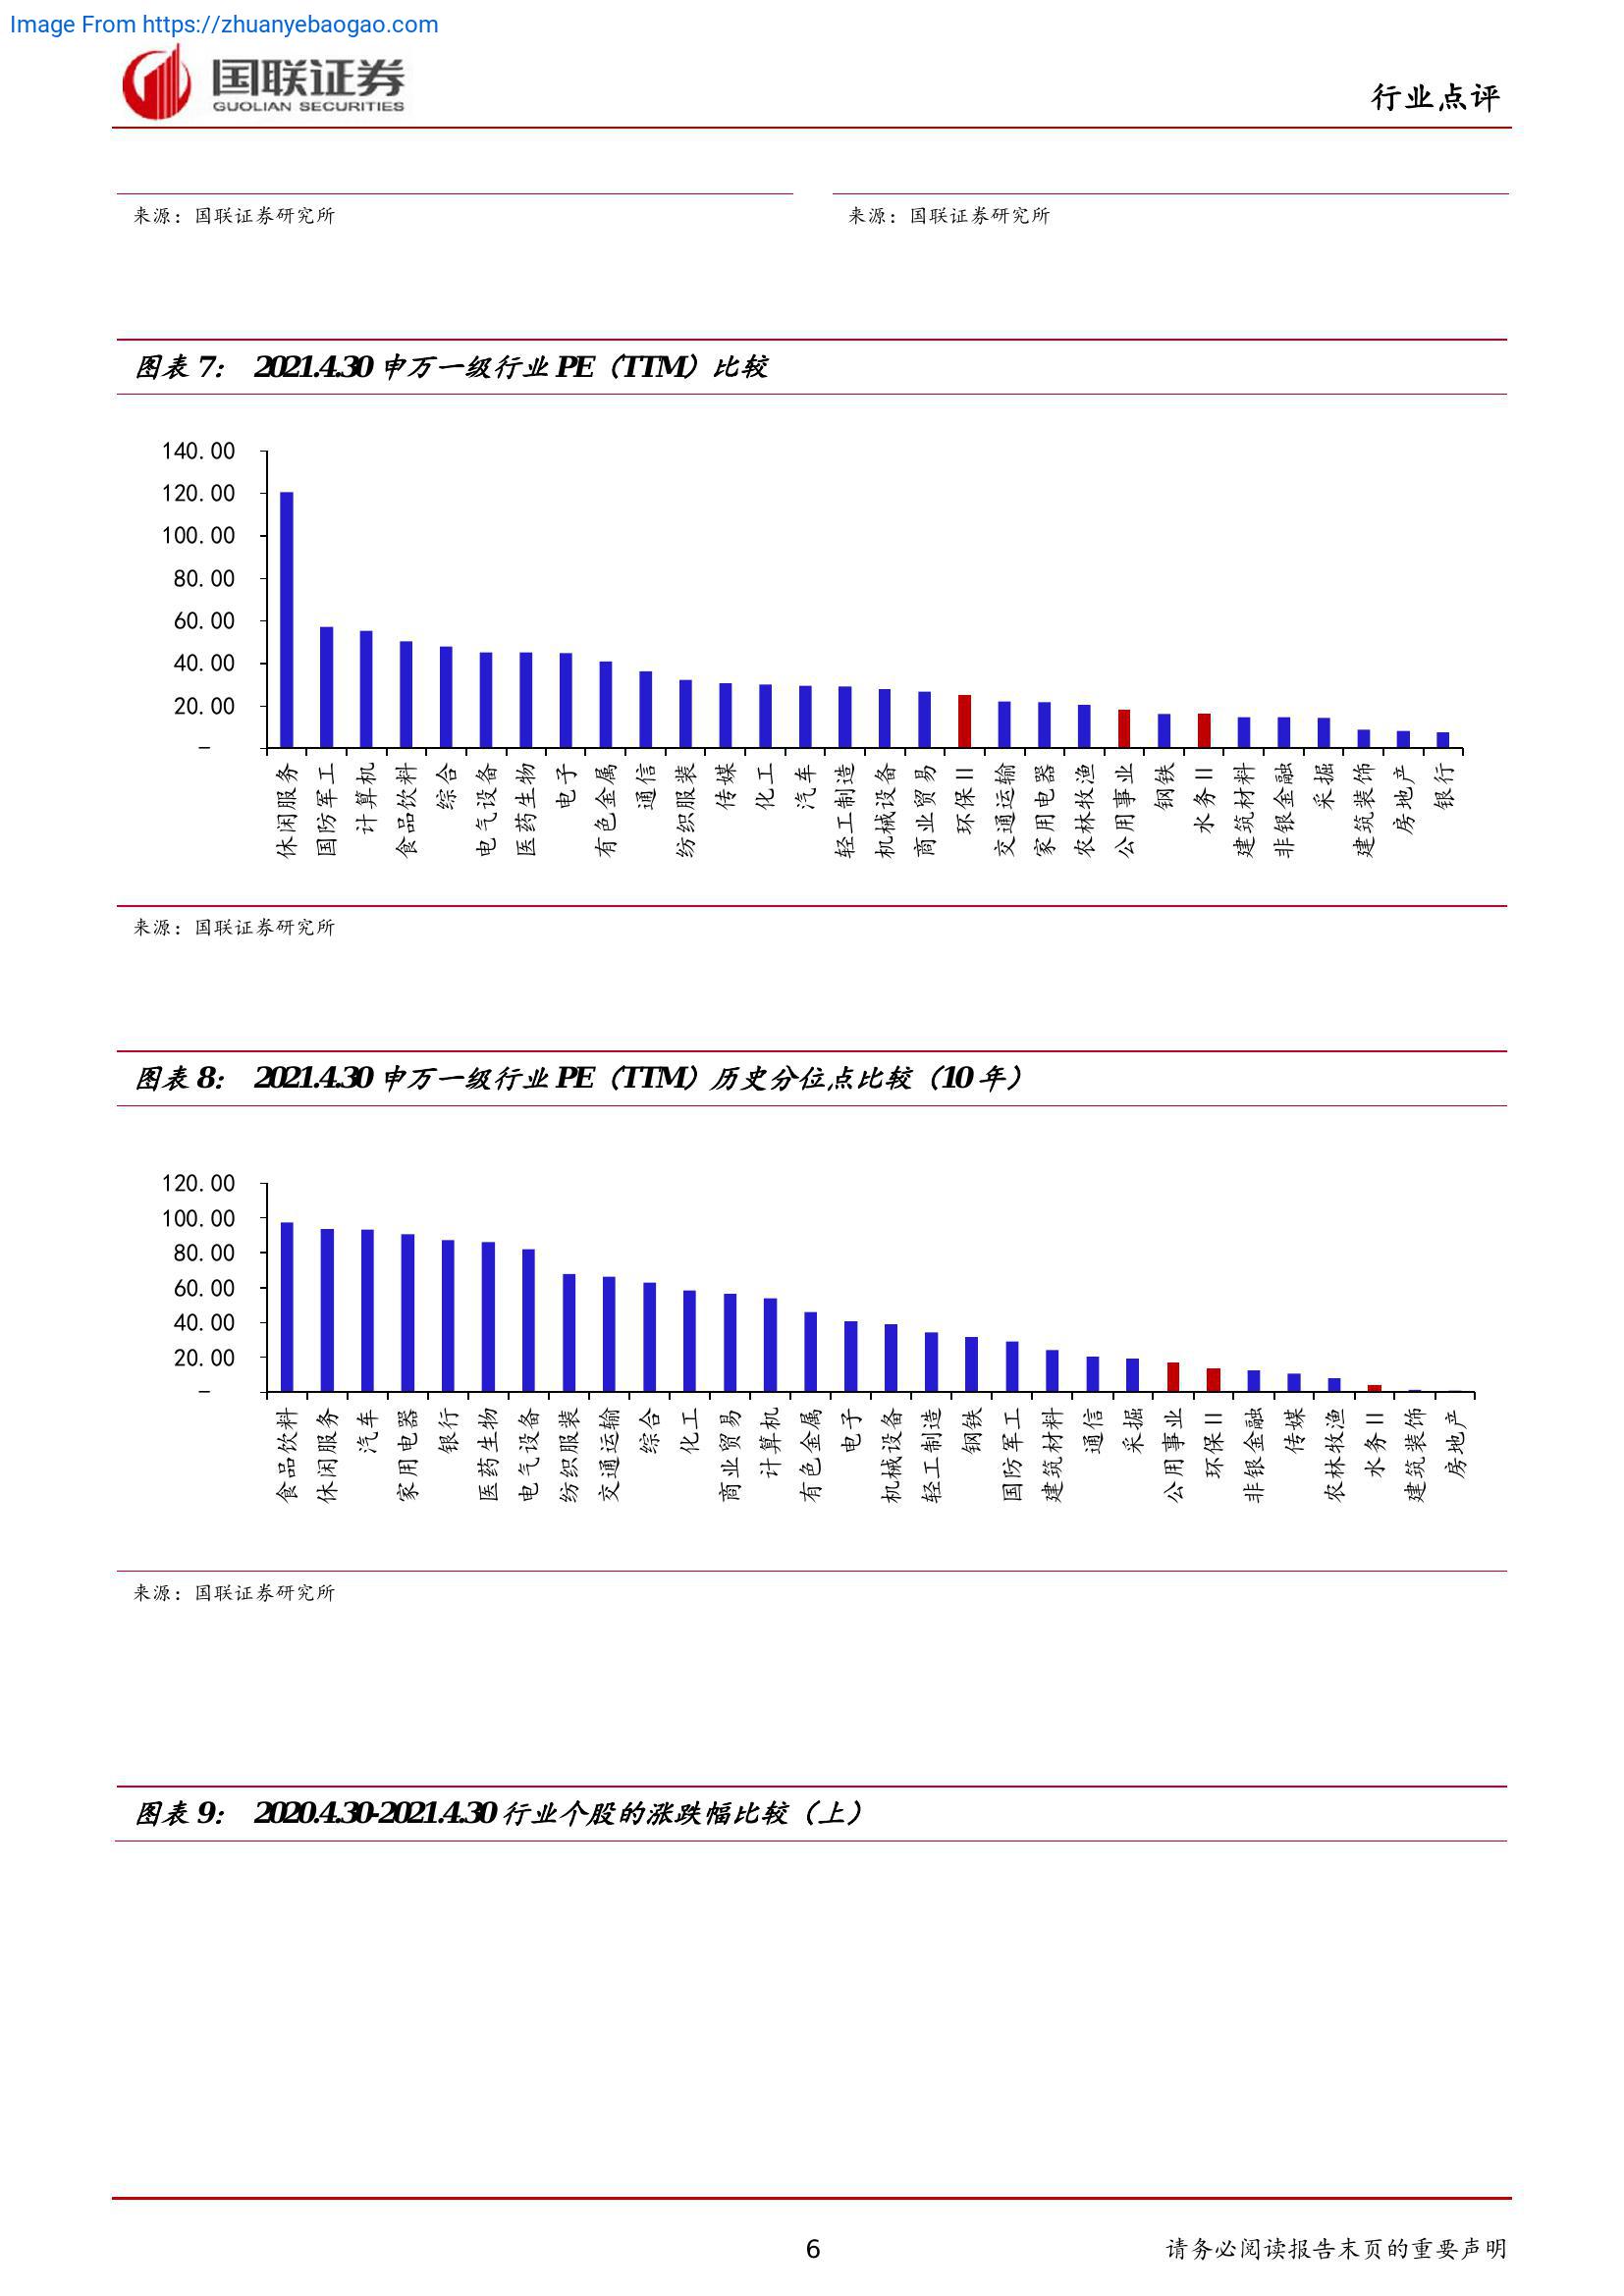 Image From https://zhuanyebaogao.com
国联证券
GUOLIAN SECURITIES
行业点评
来源：国联证券研究所
来源：国联证券研究所
图表 7： 2021.4.30 申万一级行业 PE（TTM）比较
140.00
120.00
100.00
80.00
60.00
40.00
20.00
–
休闲服务
国防军工
计算机
食品饮料
综合
电气设备
医药生物
电子
有色金属
通信
纺织服装
传媒
化工
汽车
轻工制造
机械设备
商业贸易
环保Ⅱ
交通运输
家用电器
农林牧渔
公用事业
钢铁
水务Ⅱ
建筑材料
非银金融
采掘
建筑装饰
房地产
银行
来源：国联证券研究所
图表 8： 2021.4.30 申万一级行业 PE（TTM）历史分位点比较（10 年）
120.00
100.00
80.00
60.00
40.00
20.00
–
食品饮料
休闲服务
汽车
家用电器
银行
医药生物
电气设备
纺织服装
交通运输
综合
化工
商业贸易
计算机
有色金属
电子
机械设备
轻工制造
钢铁
国防军工
建筑材料
通信
采掘
公用事业
环保Ⅱ
非银金融
传媒
农林牧渔
水务Ⅱ
建筑装饰
房地产
来源：国联证券研究所
图表 9： 2020.4.30-2021.4.30 行业个股的涨跌幅比较（上）
6
请务必阅读报告末页的重要声明